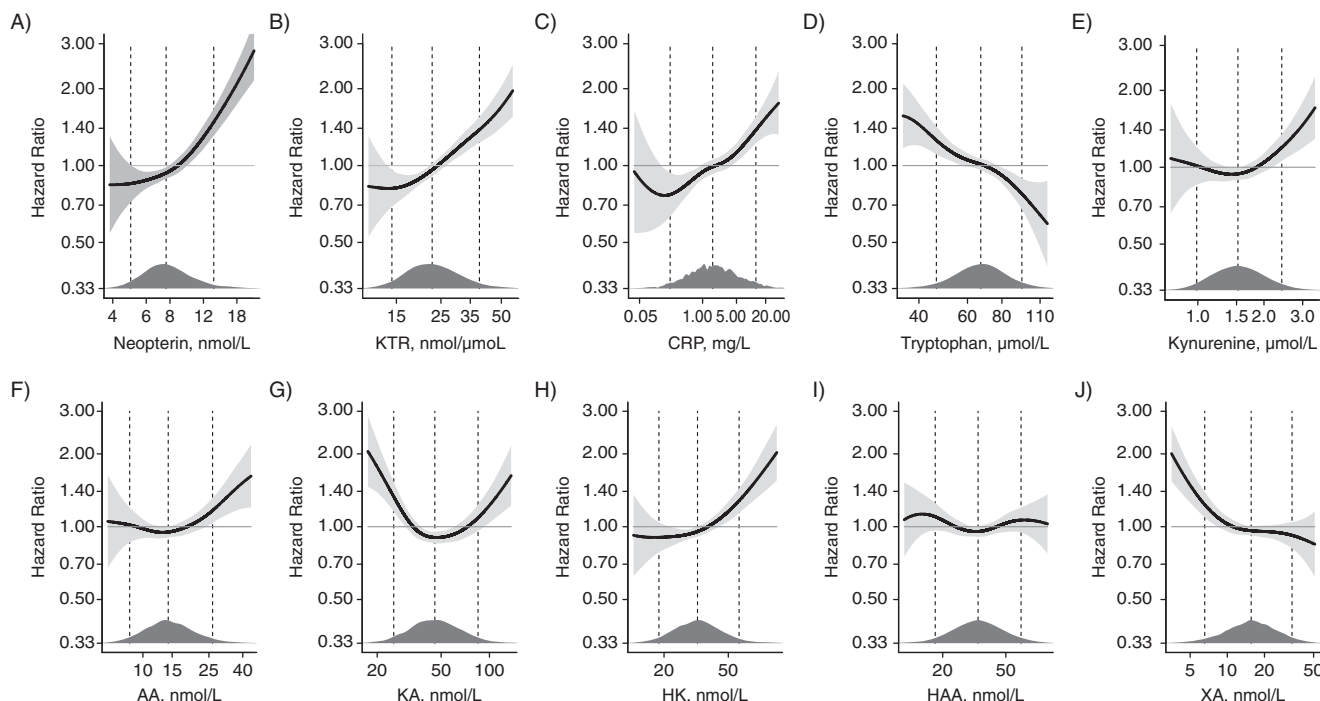 A)
Hazard Ratio
3.00
2.00
1.40
1.00
0.70
0.50
0.33
4 6 8 12 18
Neopterin, nmol/L
B)
Hazard Ratio
3.00
2.00
1.40
1.00
0.70
0.50
0.33
15 25 35 50
KTR, nmol/µmoL
C)
Hazard Ratio
3.00
2.00
1.40
1.00
0.70
0.50
0.33
0.05 1.00 5.00 20.00
CRP, mg/L
D)
Hazard Ratio
3.00
2.00
1.40
1.00
0.70
0.50
0.33
40 60 80 110
Tryptophan, µmol/L
E)
Hazard Ratio
3.00
2.00
1.40
1.00
0.70
0.50
0.33
1.0 1.5 2.0 3.0
Kynurenine, µmol/L
F)
Hazard Ratio
3.00
2.00
1.40
1.00
0.70
0.50
0.33
10 15 25 40
AA, nmol/L
G)
Hazard Ratio
3.00
2.00
1.40
1.00
0.70
0.50
0.33
20 50 100
KA, nmol/L
H)
Hazard Ratio
3.00
2.00
1.40
1.00
0.70
0.50
0.33
20 50
HK, nmol/L
I)
Hazard Ratio
3.00
2.00
1.40
1.00
0.70
0.50
0.33
20 50
HAA, nmol/L
J)
Hazard Ratio
3.00
2.00
1.40
1.00
0.70
0.50
0.33
5 10 20 50
XA, nmol/L